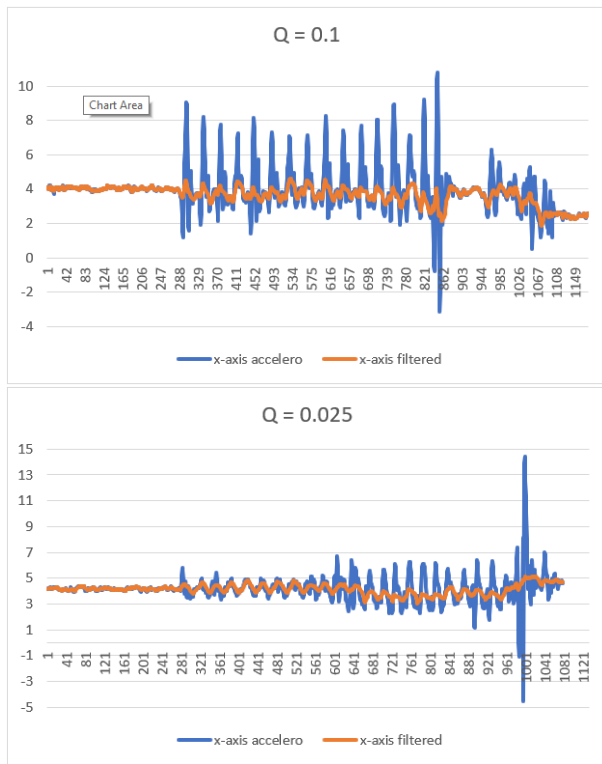 Q = 0.1
10
Chart Area
8
6
4
2
0
1 42 83 124 165 206 247 288 329 370 411 452 493 534 575 616 657 698 739 780 821 862 903 944 985 1026 1067 1108 1149
-2
-4
x-axis accelero x-axis filtered
Q = 0.025
15
13
11
9
7
5
3
1
-1
1 41 81 121 161 201 241 281 321 361 401 441 481 521 561 601 641 681 721 761 801 841 881 921 961 1001 1041 1081 1121
-3
-5
x-axis accelero x-axis filtered